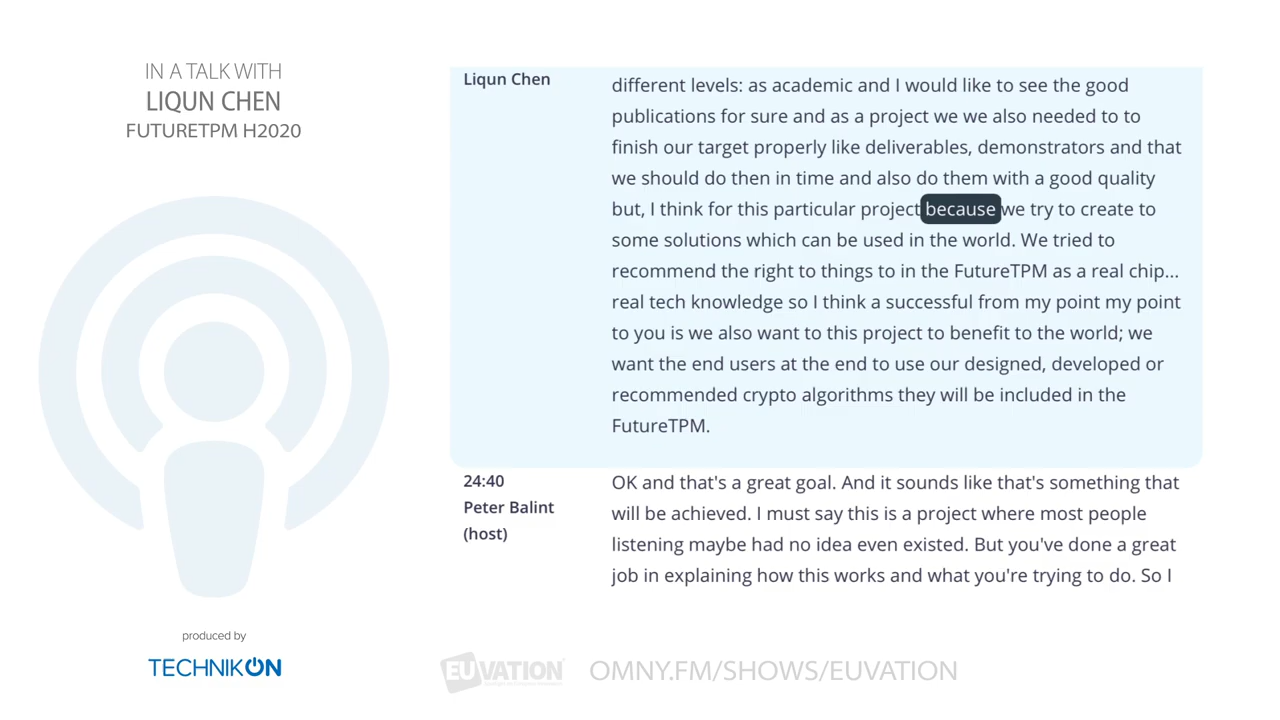 IN A TALK WITH
LIQUN CHEN
FUTURETPM H2020
Liqun Chen
different levels: as academic and I would like to see the good
publications for sure and as a project we we also needed to to
finish our target properly like deliverables, demonstrators and that
we should do then in time and also do them with a good quality
but, I think for this particular project because we try to create to
some solutions which can be used in the world. We tried to
recommend the right to things to in the FutureTPM as a real chip...
real tech knowledge so I think a successful from my point my point
to you is we also want to this project to benefit to the world; we
want the end users at the end to use our designed, developed or
recommended crypto algorithms they will be included in the
FutureTPM.
24:40
Peter Balint
(host)
OK and that's a great goal. And it sounds like that's something that
will be achieved. I must say this is a project where most people
listening maybe had no idea even existed. But you've done a great
job in explaining how this works and what you're trying to do. So I
produced by
TECHNIKON
EUVATION
OMNY.FM/SHOWS/EUVATION